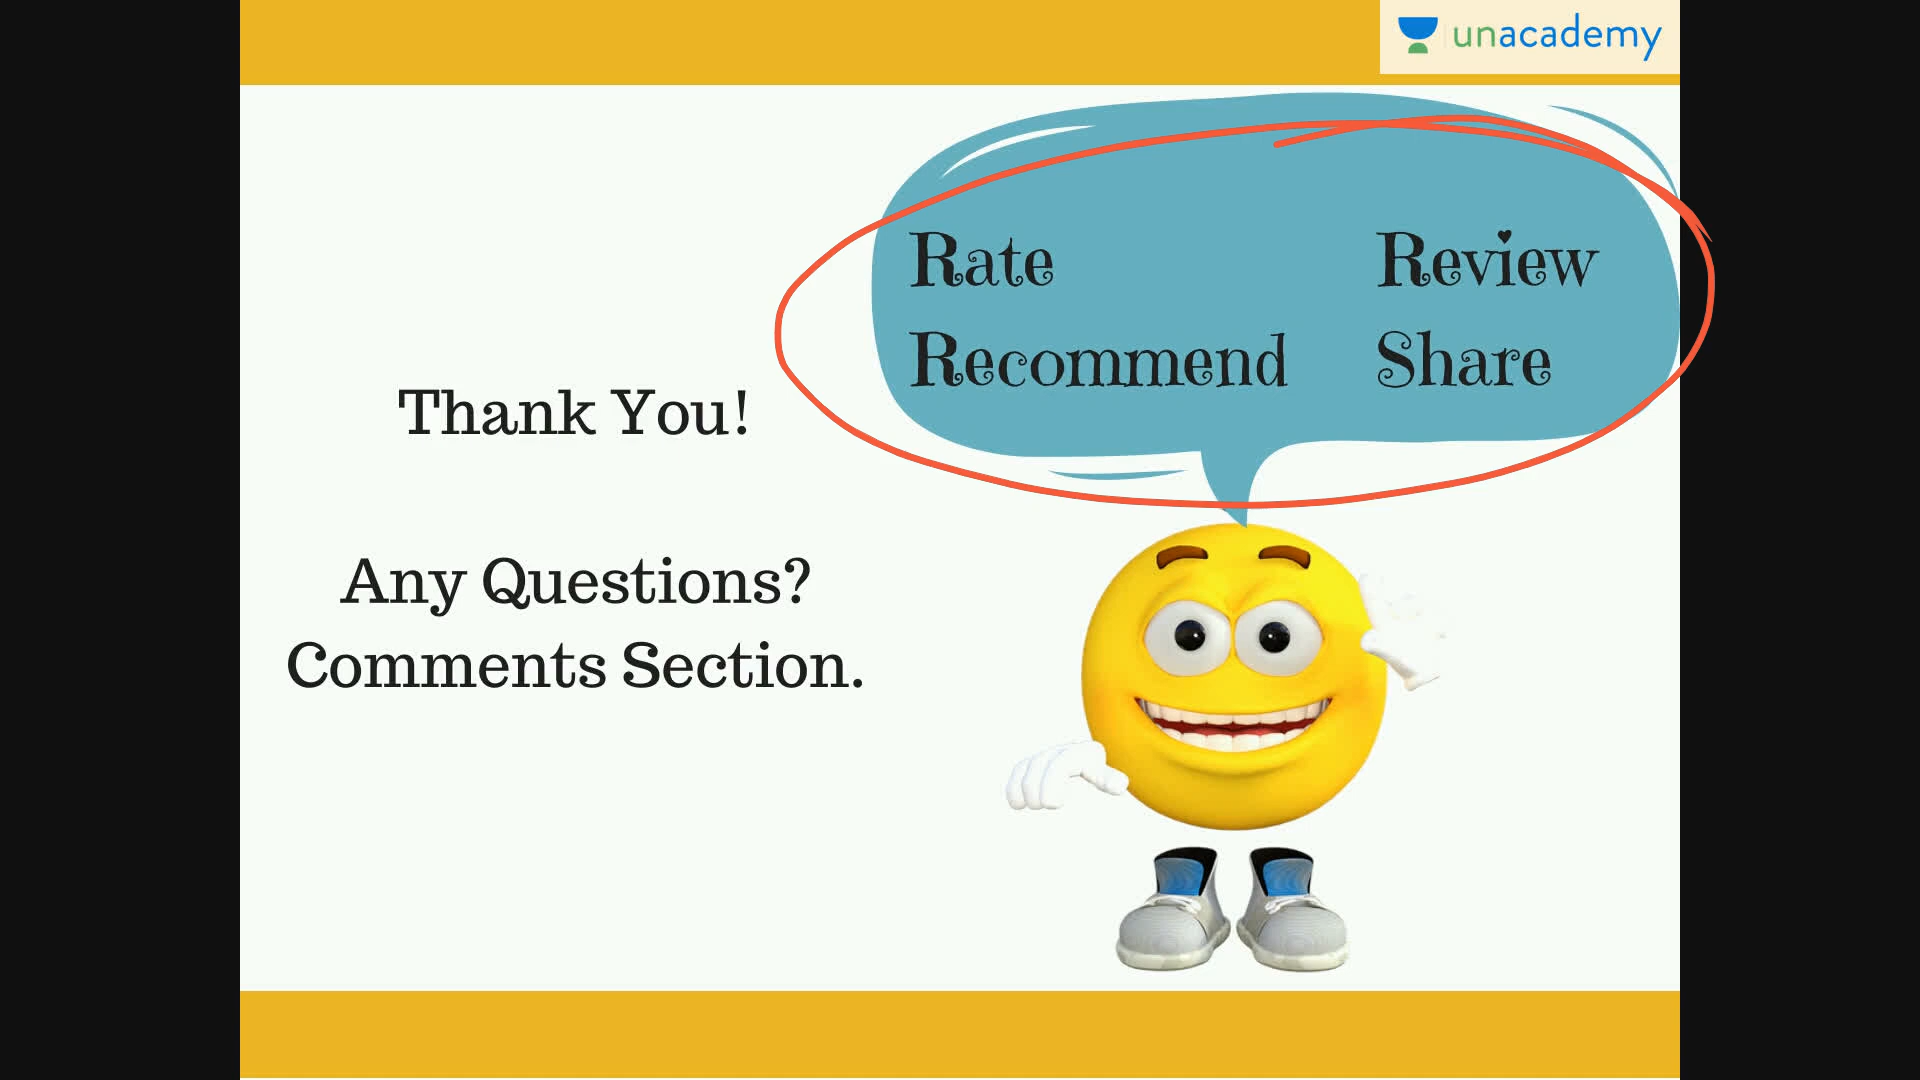 unacademy
Rate Review
Recommend Share
Thank You!
Any Questions?
Comments Section.